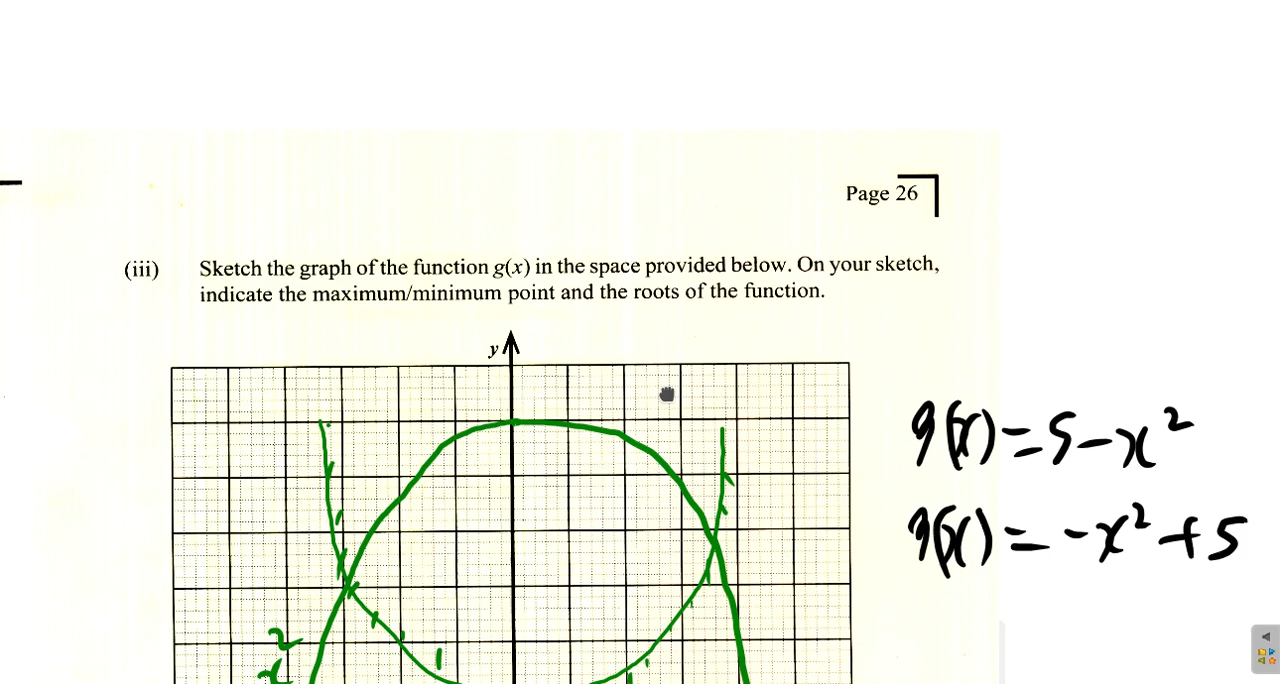 Page 26
(iii) Sketch the graph of the function g(x) in the space provided below. On your sketch,
indicate the maximum/minimum point and the roots of the function.
y
g(x)=5-x²
g(x)=-x²+5
x²